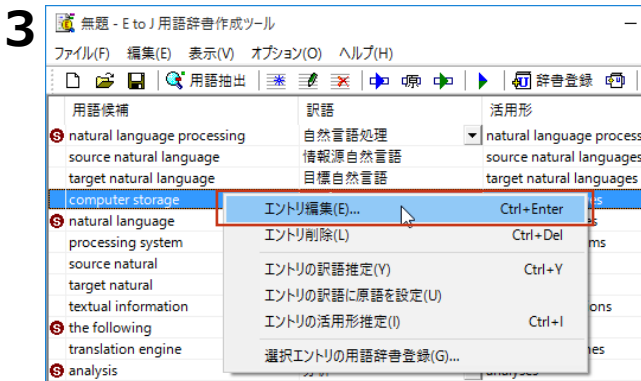 3
無題 - E to J 用語辞書作成ツール
ファイル(F) 編集(E) 表示(V) オプション(O) ヘルプ(H)
用語抽出 辞書登録
用語候補 訳語 活用形
S natural language processing 自然言語処理 natural language process
source natural language 情報源自然言語 source natural languages
target natural language 目標自然言語 target natural languages
computer storage エントリ編集(E)... Ctrl+Enter es
S natural language エントリ削除(L) Ctrl+Del es
processing system ms
source natural エントリの訳語推定(Y) Ctrl+Y
target natural エントリの訳語に原語を設定(U)
textual information ons
S the following エントリの活用形推定(I) Ctrl+I
translation engine 選択エントリの用語辞書登録(G)... nes
S analysis analyses